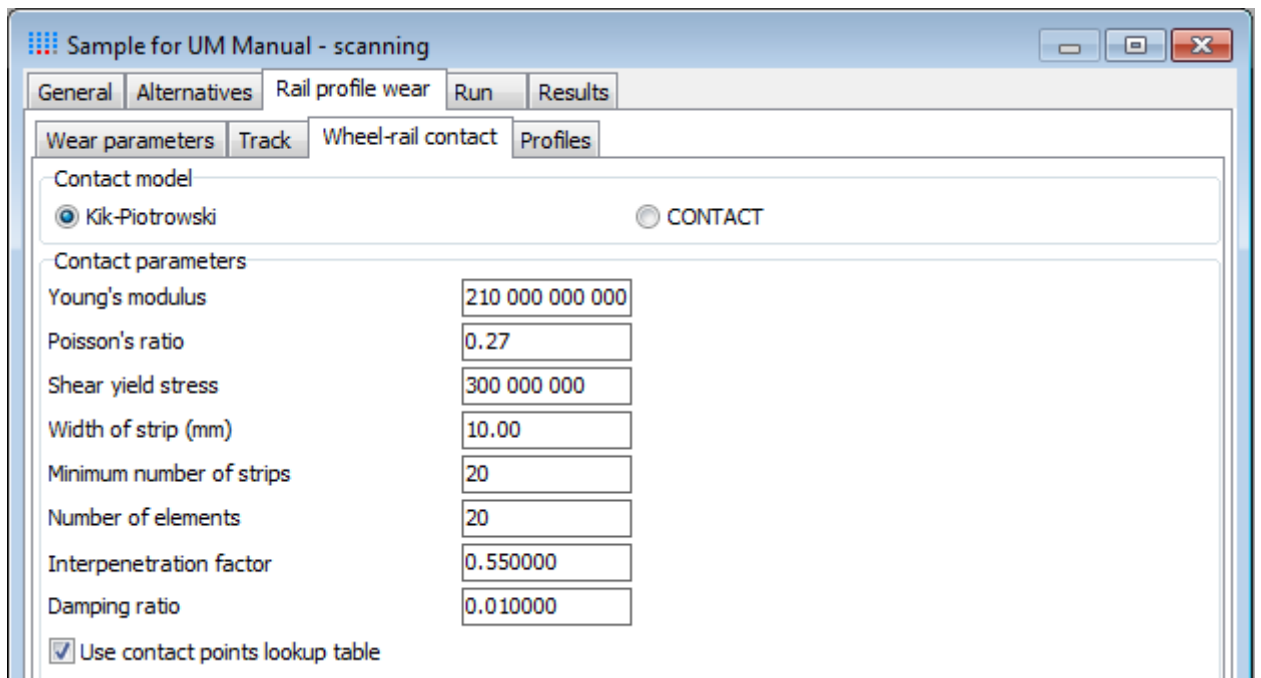 Sample for UM Manual - scanning
General Alternatives Rail profile wear Run Results
Wear parameters Track Wheel-rail contact Profiles
Contact model
Kik-Piotrowski CONTACT
Contact parameters
Young's modulus 210 000 000 000
Poisson's ratio 0.27
Shear yield stress 300 000 000
Width of strip (mm) 10.00
Minimum number of strips 20
Number of elements 20
Interpenetration factor 0.550000
Damping ratio 0.010000
Use contact points lookup table